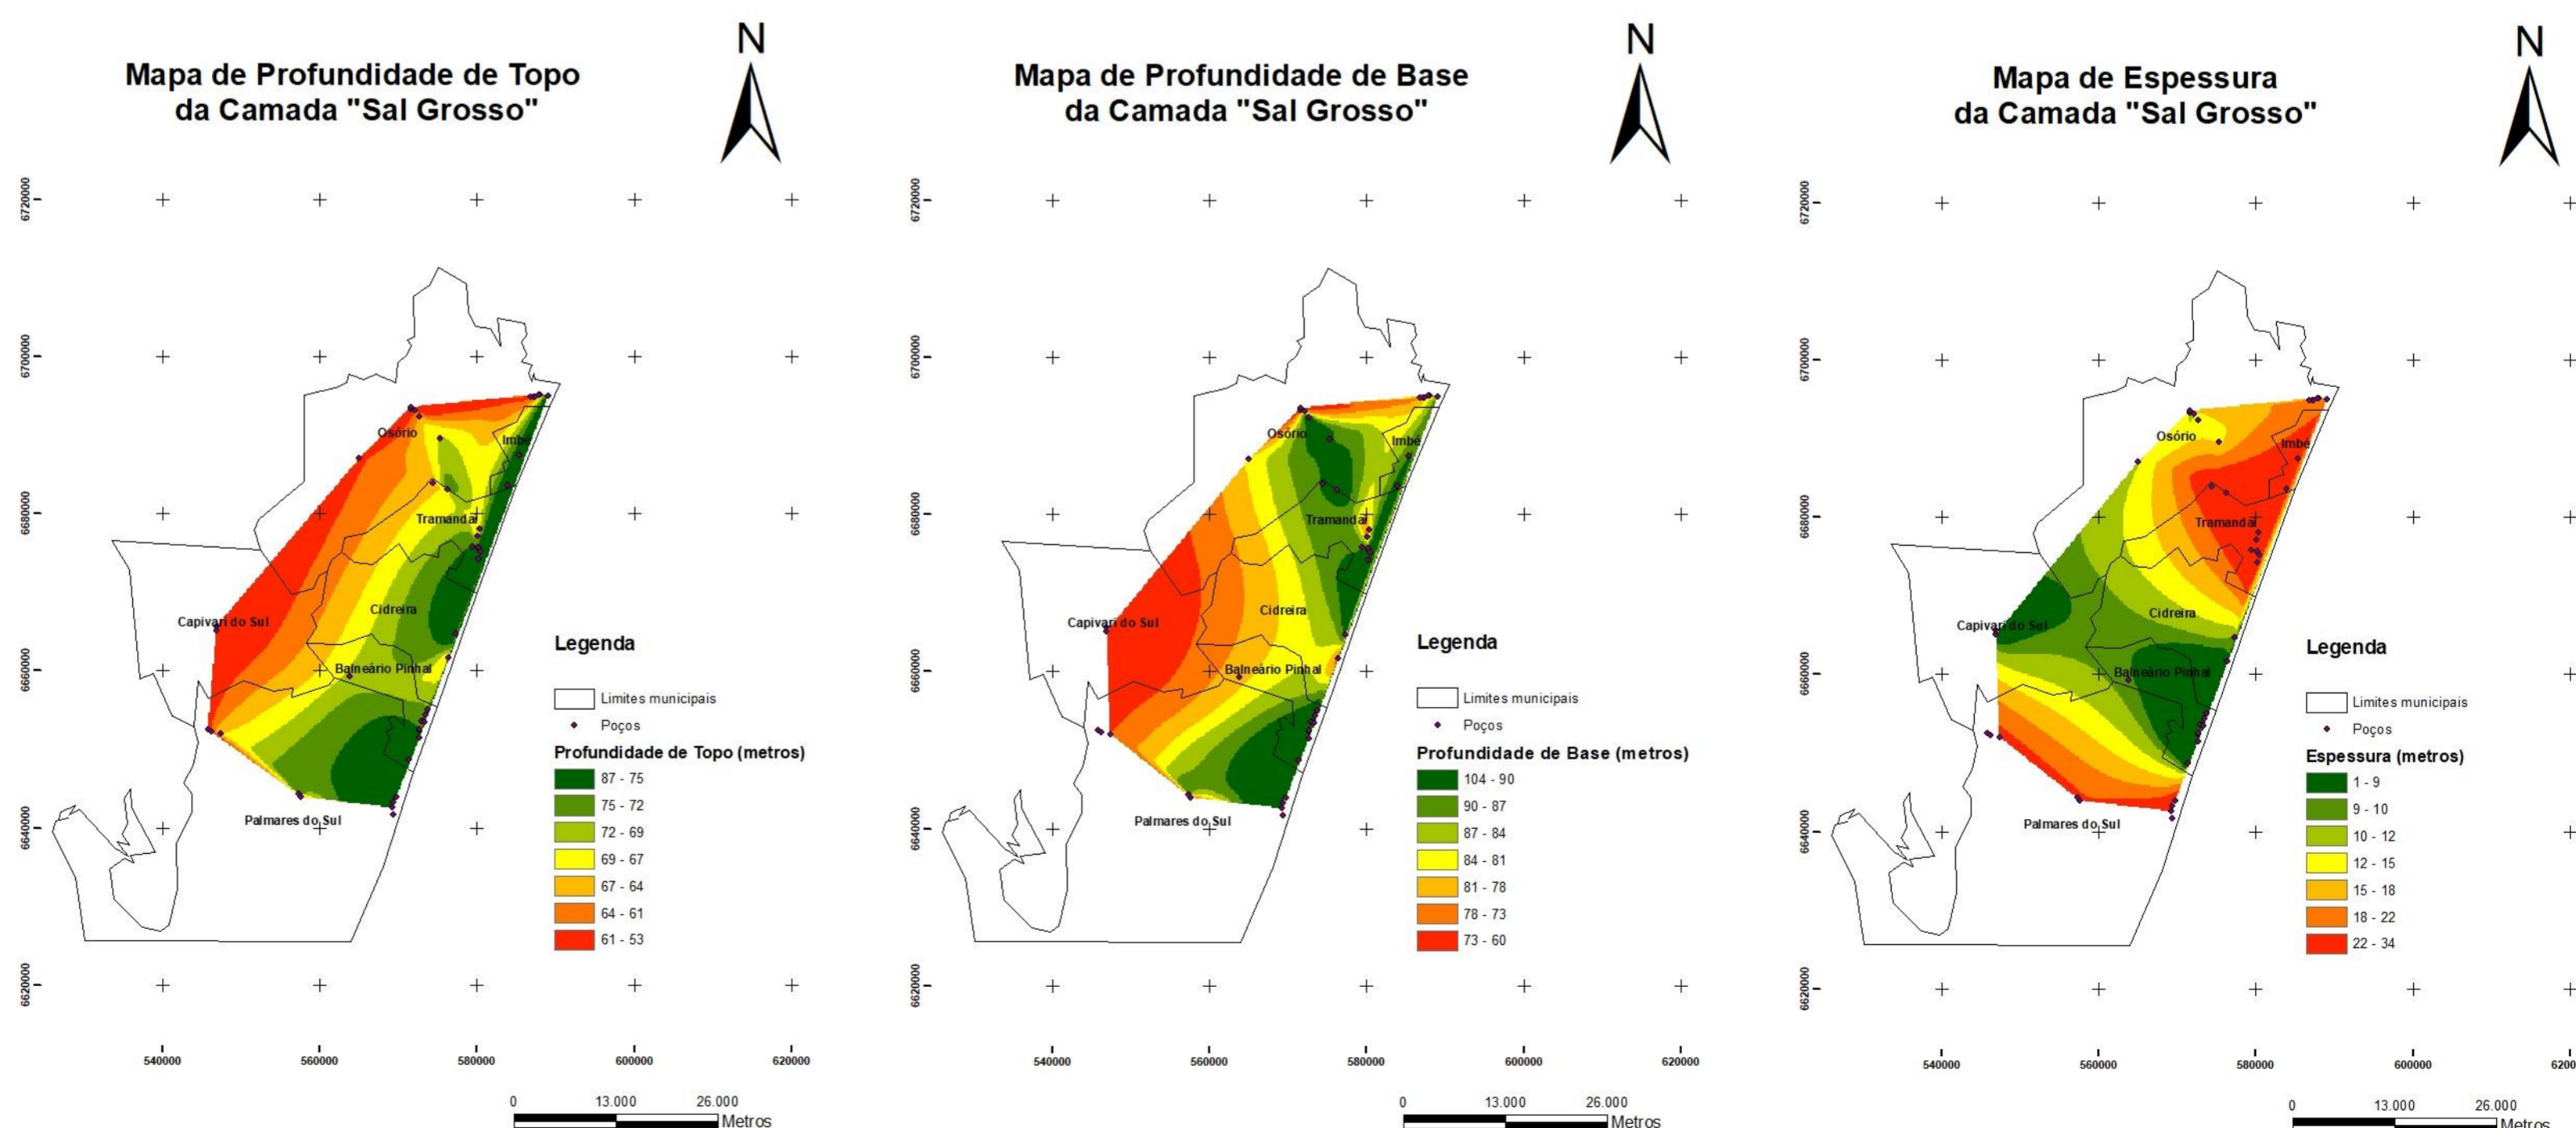 N
Mapa de Profundidade de Topo
da Camada "Sal Grosso"
6720000
6700000
6680000
6660000
6640000
6620000
Osório
Imbé
Tramandaí
Cidreira
Capivari do Sul
Balneário Pinhal
Palmares do Sul
Legenda
Limites municipais
Poços
Profundidade de Topo (metros)
87 - 75
75 - 72
72 - 69
69 - 67
67 - 64
64 - 61
61 - 53
540000
560000
580000
600000
620000
0
13.000
26.000
Metros
N
Mapa de Profundidade de Base
da Camada "Sal Grosso"
6720000
6700000
6680000
6660000
6640000
6620000
Osório
Imbé
Tramandaí
Cidreira
Capivari do Sul
Balneário Pinhal
Palmares do Sul
Legenda
Limites municipais
Poços
Profundidade de Base (metros)
104 - 90
90 - 87
87 - 84
84 - 81
81 - 78
78 - 73
73 - 60
540000
560000
580000
600000
620000
0
13.000
26.000
Metros
N
Mapa de Espessura
da Camada "Sal Grosso"
6720000
6700000
6680000
6660000
6640000
6620000
Osório
Imbé
Tramandaí
Cidreira
Capivari do Sul
Balneário Pinhal
Palmares do Sul
Legenda
Limites municipais
Poços
Espessura (metros)
1 - 9
9 - 10
10 - 12
12 - 15
15 - 18
18 - 22
22 - 34
540000
560000
580000
600000
0
13.000
26.000
Metros